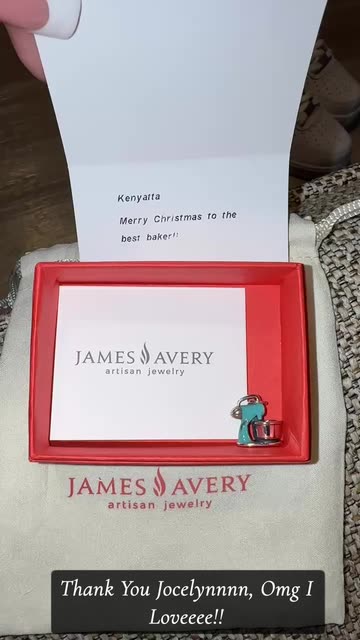 Kenyatta
Merry Christmas to the
best baker!!
JAMES AVERY
artisan jewelry
JAMES AVERY
artisan jewelry
Thank You Jocelynnnn, Omg I
Loveeee!!